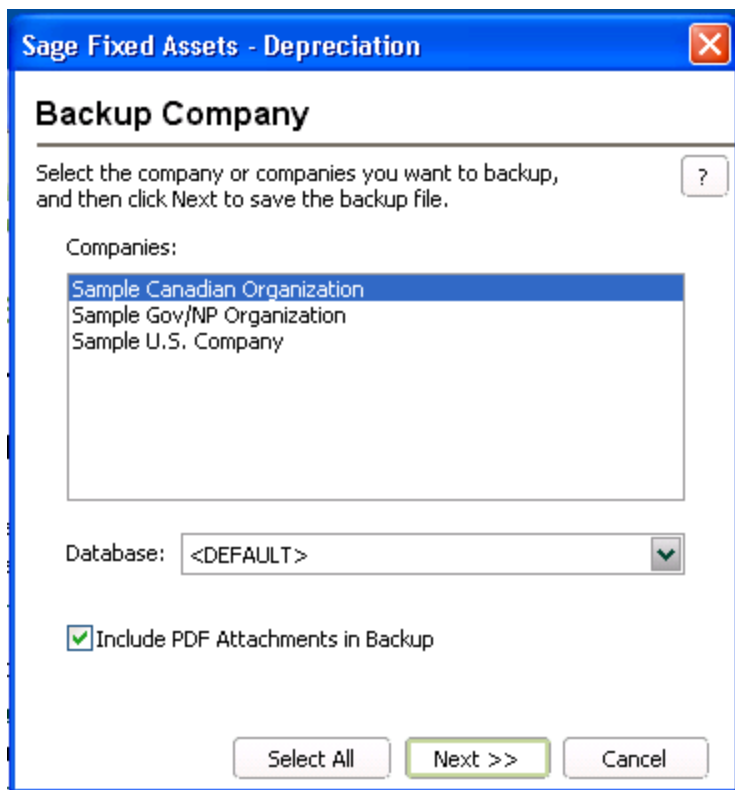 Sage Fixed Assets - Depreciation
Backup Company
Select the company or companies you want to backup,
and then click Next to save the backup file.
?
Companies:
Sample Canadian Organization
Sample Gov/NP Organization
Sample U.S. Company
Database: <DEFAULT>
Include PDF Attachments in Backup
Select All Next >> Cancel